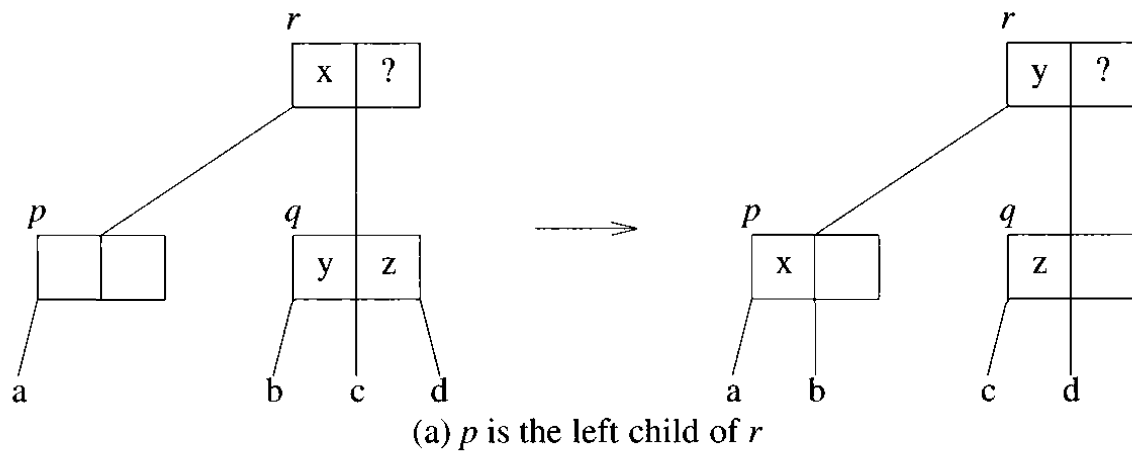 r r
x ? y ?
p q p q
y z x z
a b c d a b c d
(a) p is the left child of r